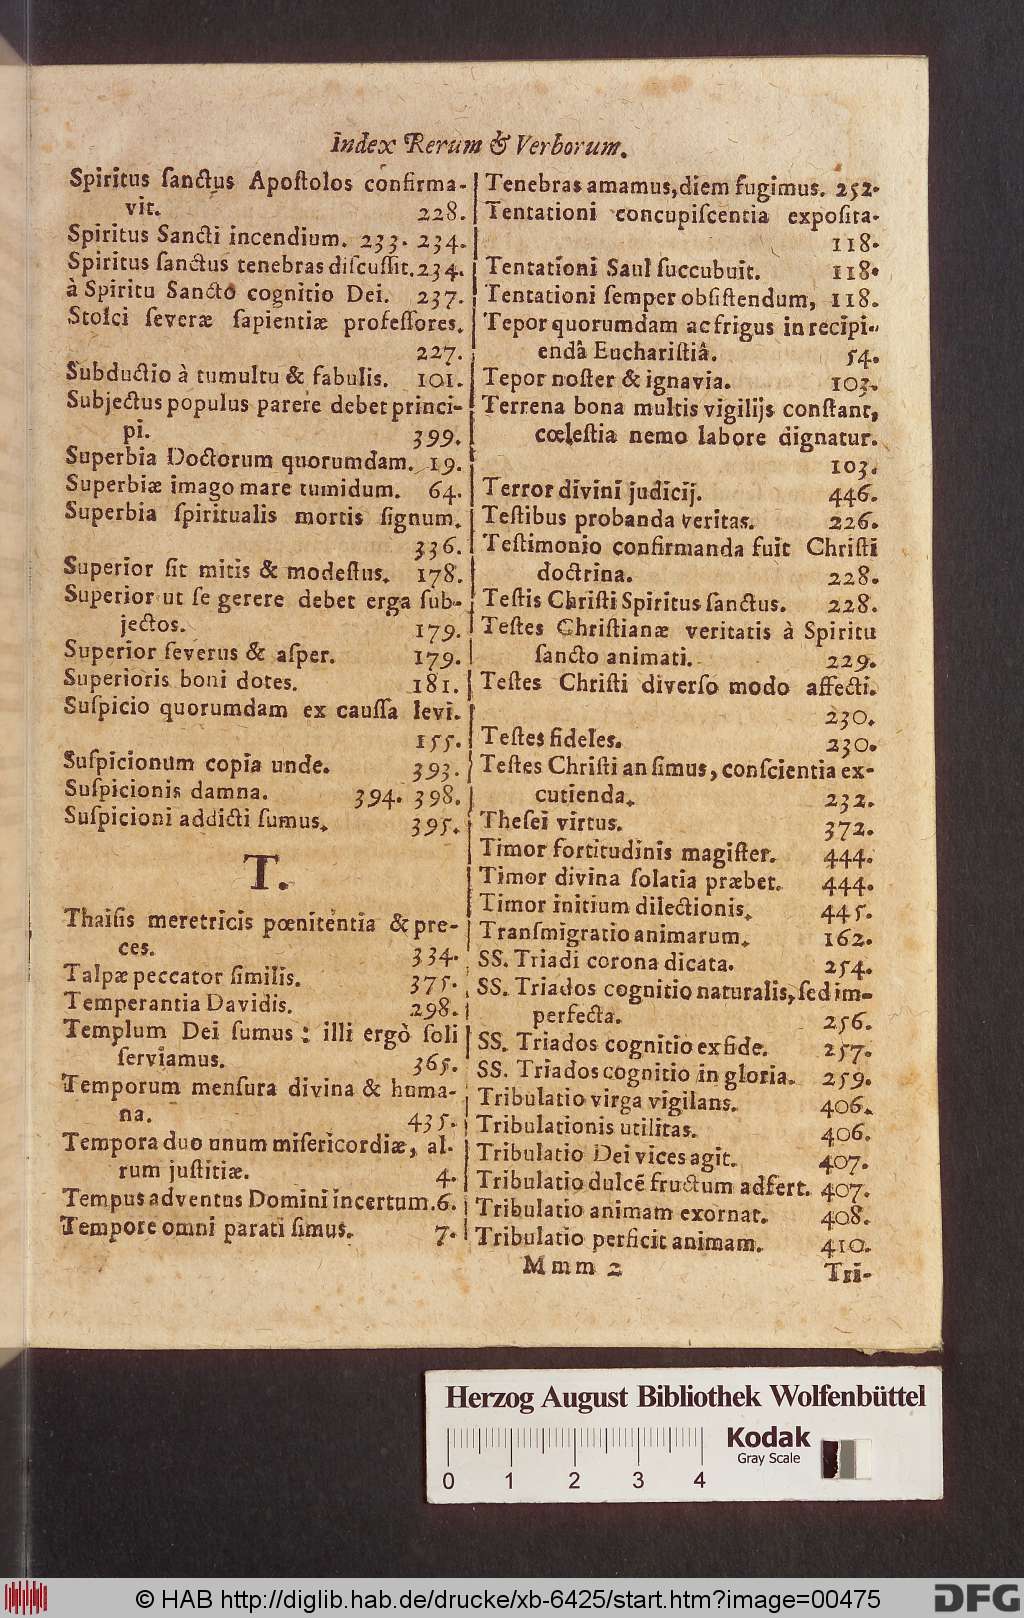 Index Rerum & Verborum.
Spiritus ſanctus Apoſtolos confirma-
vit. 228.
Spiritus Sancti incendium. 233. 234.
Spiritus ſanctus tenebras diſcuſſit. 234.
à Spiritu Sancto cognitio Dei. 237.
Stoici ſeveræ ſapientiæ profeſſores.
227.
Subductio à tumultu & fabulis. 101.
Subjectus populus parere debet princi-
pi. 399.
Superbia Doctorum quorumdam. 19.
Superbiæ imago mare tumidum. 64.
Superbia ſpiritualis mortis ſignum.
336.
Superior ſit mitis & modeſtus. 178.
Superior ut ſe gerere debet erga ſub-
jectos. 179.
Superior ſeverus & aſper. 179.
Superioris boni dotes. 181.
Suſpicio quorumdam ex cauſſa levi.
155.
Suſpicionum copia unde. 393.
Suſpicionis damna. 394. 398.
Suſpicioni addicti ſumus. 395.
T.
Thaiſis meretricis pœnitentia & pre-
ces. 334.
Talpæ peccator ſimilis. 375.
Temperantia Davidis. 298.
Templum Dei ſumus: illi ergò ſoli
ſerviamus. 365.
Temporum menſura divina & huma-
na. 435.
Tempora duo unum miſericordiæ, al.
rum juſtitiæ. 4.
Tempus adventus Domini incertum. 6.
Tempore omni parati ſimus. 7.
Tenebras amamus, diem fugimus. 252.
Tentationi concupiſcentia expoſita.
118.
Tentationi Saul ſuccubuit. 118.
Tentationi ſemper obſiſtendum, 118.
Tepor quorumdam ac frigus in recipi-
endâ Euchariſtiâ. 54.
Tepor noſter & ignavia. 103.
Terrena bona multis vigilijs conſtant,
cœleſtia nemo labore dignatur.
103.
Terror divini judicij. 446.
Teſtibus probanda veritas. 226.
Teſtimonio confirmanda fuit Chriſti
doctrina. 228.
Teſtis Chriſti Spiritus ſanctus. 228.
Teſtes Chriſtianæ veritatis à Spiritu
ſancto animati. 229.
Teſtes Chriſti diverſo modo affecti.
230.
Teſtes fideles. 230.
Teſtes Chriſti an ſimus, conſcientia ex-
cutienda. 232.
Theſei virtus. 372.
Timor fortitudinis magiſter. 444.
Timor divina ſolatia præbet. 444.
Timor initium dilectionis. 445.
Tranſmigratio animarum. 162.
SS. Triadi corona dicata. 254.
SS. Triados cognitio naturalis, ſed im-
perfecta. 256.
SS. Triados cognitio ex fide. 257.
SS. Triados cognitio in gloria. 259.
Tribulatio virga vigilans. 406.
Tribulationis utilitas. 406.
Tribulatio Dei vices agit. 407.
Tribulatio dulcē fructum adfert. 407.
Tribulatio animam exornat. 408.
Tribulatio perficit animam. 410.
Mmm 2 Tri-
Herzog August Bibliothek Wolfenbüttel
Kodak
Gray Scale
0 1 2 3 4
© HAB http://diglib.hab.de/drucke/xb-6425/start.htm?image=00475
DFG